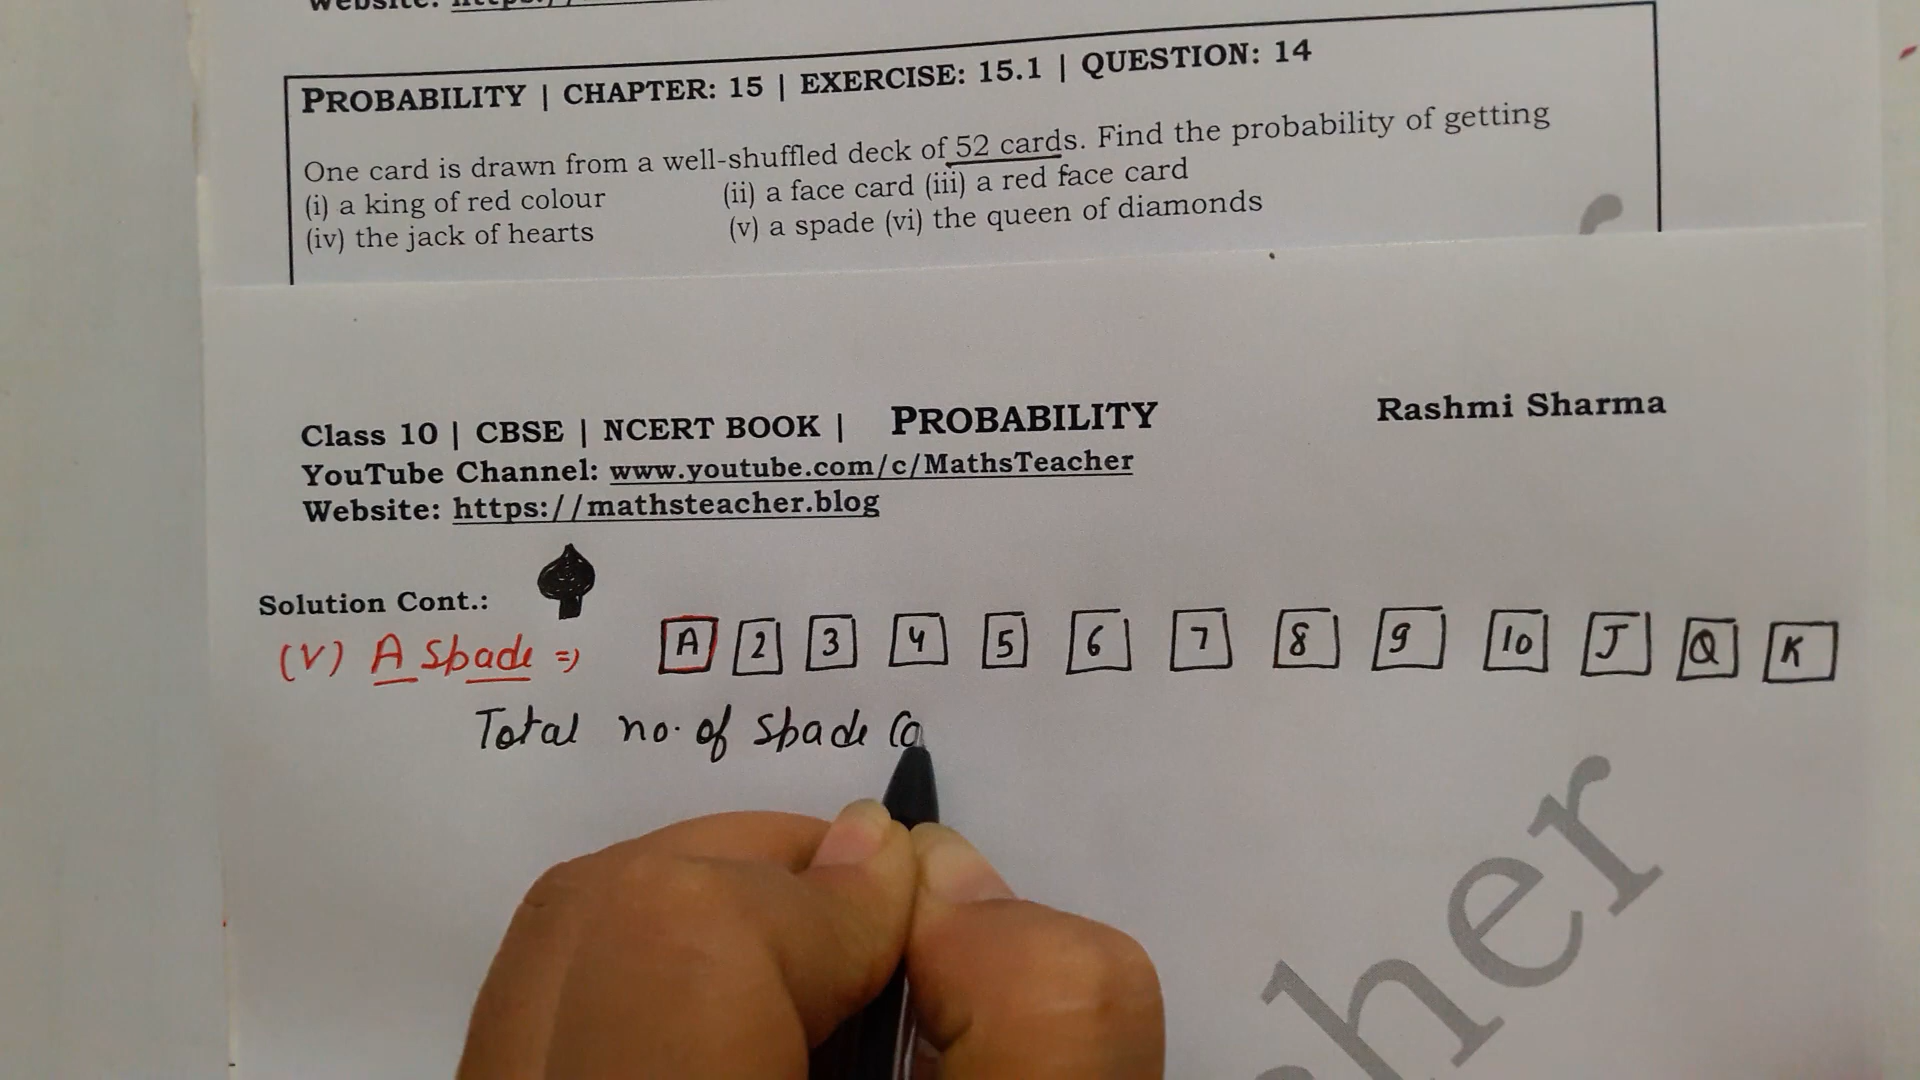 PROBABILITY | CHAPTER: 15 | EXERCISE: 15.1 | QUESTION: 14
One card is drawn from a well-shuffled deck of 52 cards. Find the probability of getting
(i) a king of red colour (ii) a face card (iii) a red face card
(iv) the jack of hearts (v) a spade (vi) the queen of diamonds
Class 10 | CBSE | NCERT BOOK | PROBABILITY Rashmi Sharma
YouTube Channel: www.youtube.com/c/MathsTeacher
Website: https://mathsteacher.blog
Solution Cont.:
(V) A Spade => A 2 3 4 5 6 7 8 9 10 J Q K
Total no. of Spade Ca
her